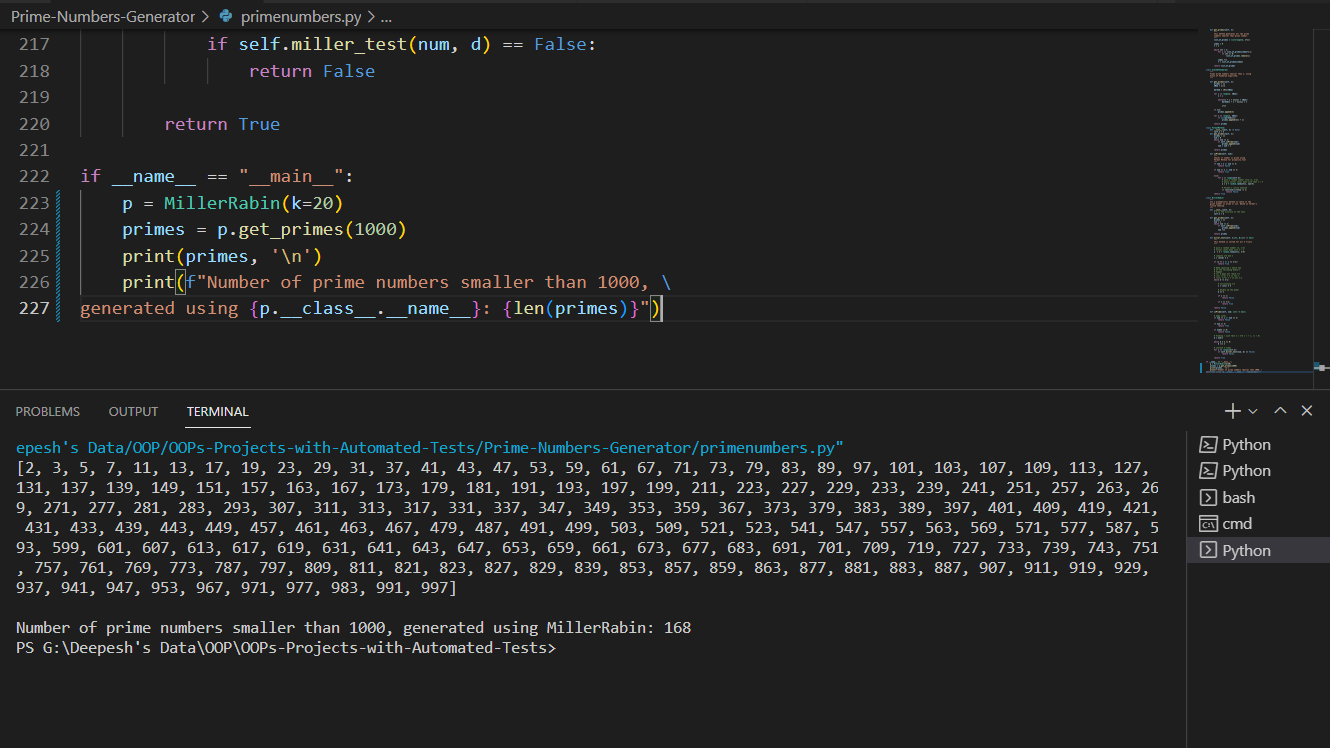 Prime-Numbers-Generator > primenumbers.py > ...
217 if self.miller_test(num, d) == False:
218 return False
219
220 return True
221
222 if __name__ == "__main__":
223 p = MillerRabin(k=20)
224 primes = p.get_primes(1000)
225 print(primes, '\n')
226 print(f"Number of prime numbers smaller than 1000, \
227 generated using {p.__class__.__name__}: {len(primes)}")
PROBLEMS OUTPUT TERMINAL
epesh's Data/OOP/OOPs-Projects-with-Automated-Tests/Prime-Numbers-Generator/primenumbers.py"
[2, 3, 5, 7, 11, 13, 17, 19, 23, 29, 31, 37, 41, 43, 47, 53, 59, 61, 67, 71, 73, 79, 83, 89, 97, 101, 103, 107, 109, 113, 127,
131, 137, 139, 149, 151, 157, 163, 167, 173, 179, 181, 191, 193, 197, 199, 211, 223, 227, 229, 233, 239, 241, 251, 257, 263, 26
9, 271, 277, 281, 283, 293, 307, 311, 313, 317, 331, 337, 347, 349, 353, 359, 367, 373, 379, 383, 389, 397, 401, 409, 419, 421,
431, 433, 439, 443, 449, 457, 461, 463, 467, 479, 487, 491, 499, 503, 509, 521, 523, 541, 547, 557, 563, 569, 571, 577, 587, 5
93, 599, 601, 607, 613, 617, 619, 631, 641, 643, 647, 653, 659, 661, 673, 677, 683, 691, 701, 709, 719, 727, 733, 739, 743, 751
, 757, 761, 769, 773, 787, 797, 809, 811, 821, 823, 827, 829, 839, 853, 857, 859, 863, 877, 881, 883, 887, 907, 911, 919, 929,
937, 941, 947, 953, 967, 971, 977, 983, 991, 997]
Number of prime numbers smaller than 1000, generated using MillerRabin: 168
PS G:\Deepesh's Data\OOP\OOPs-Projects-with-Automated-Tests>
Python
Python
bash
cmd
Python